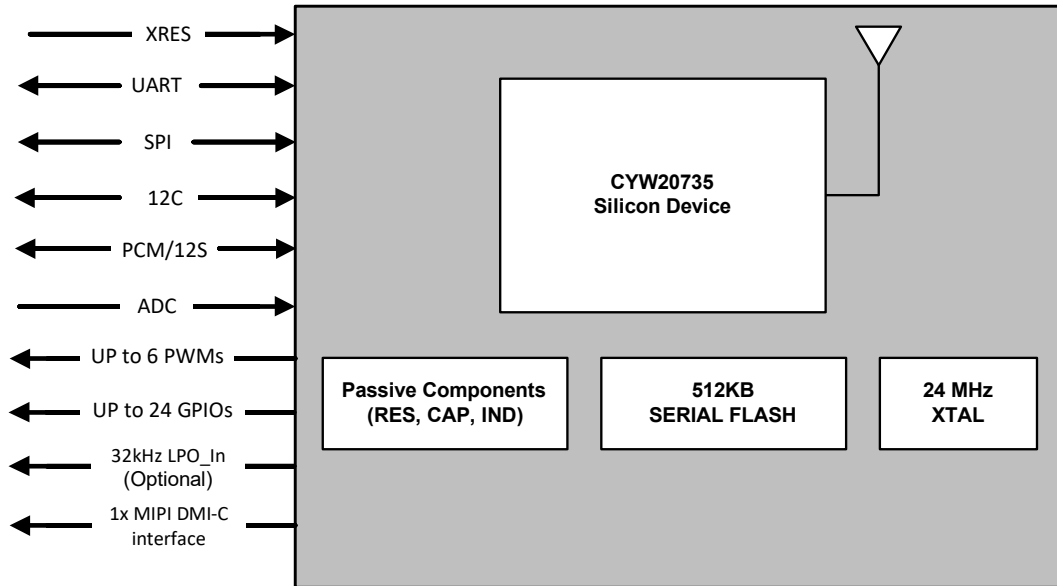 XRES
UART
SPI
12C
PCM/12S
ADC
UP to 6 PWMs
UP to 24 GPIOs
32kHz LPO_In
(Optional)
1x MIPI DMI-C
interface
CYW20735
Silicon Device
Passive Components
(RES, CAP, IND)
512KB
SERIAL FLASH
24 MHz
XTAL